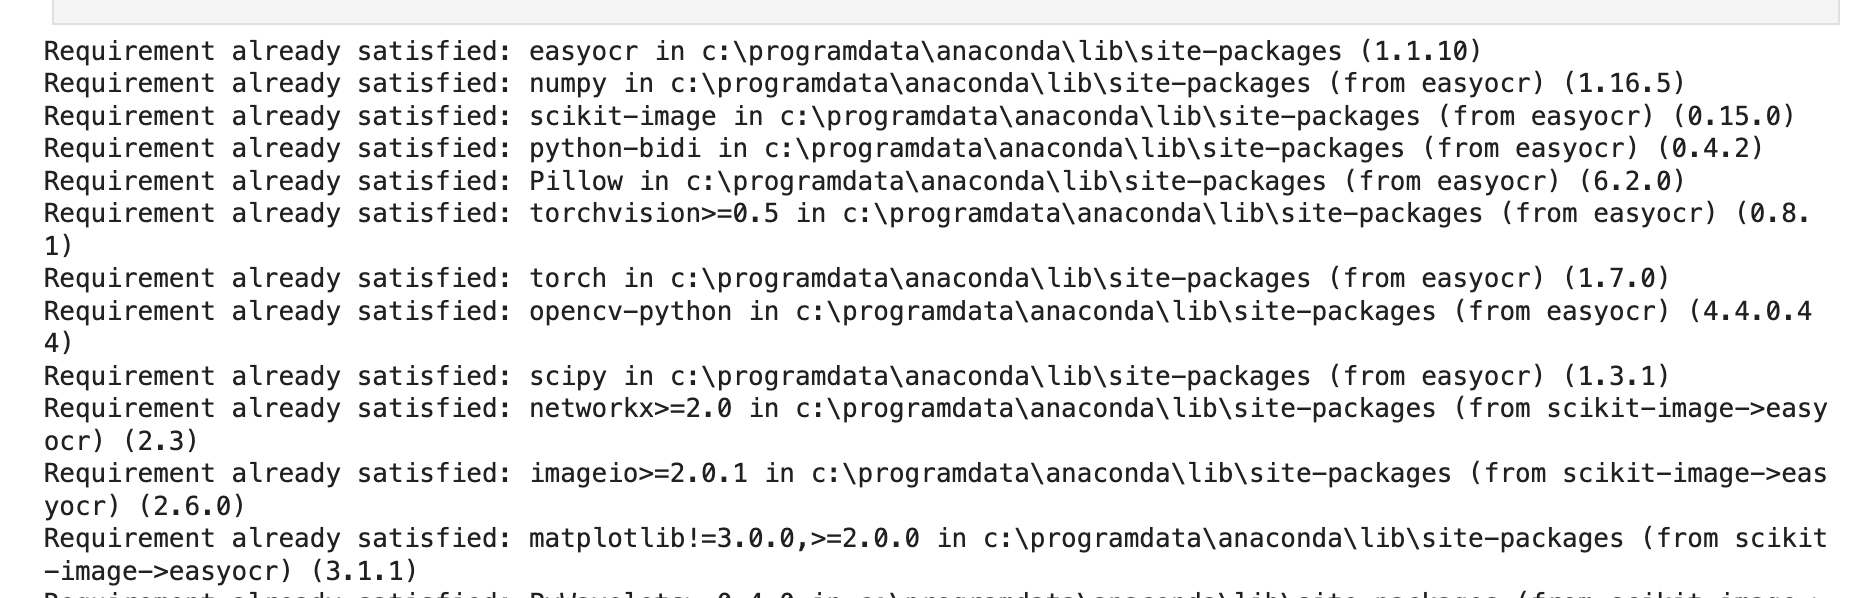 Requirement already satisfied: easyocr in c:\programdata\anaconda\lib\site-packages (1.1.10)
Requirement already satisfied: numpy in c:\programdata\anaconda\lib\site-packages (from easyocr) (1.16.5)
Requirement already satisfied: scikit-image in c:\programdata\anaconda\lib\site-packages (from easyocr) (0.15.0)
Requirement already satisfied: python-bidi in c:\programdata\anaconda\lib\site-packages (from easyocr) (0.4.2)
Requirement already satisfied: Pillow in c:\programdata\anaconda\lib\site-packages (from easyocr) (6.2.0)
Requirement already satisfied: torchvision>=0.5 in c:\programdata\anaconda\lib\site-packages (from easyocr) (0.8.
1)
Requirement already satisfied: torch in c:\programdata\anaconda\lib\site-packages (from easyocr) (1.7.0)
Requirement already satisfied: opencv-python in c:\programdata\anaconda\lib\site-packages (from easyocr) (4.4.0.4
4)
Requirement already satisfied: scipy in c:\programdata\anaconda\lib\site-packages (from easyocr) (1.3.1)
Requirement already satisfied: networkx>=2.0 in c:\programdata\anaconda\lib\site-packages (from scikit-image->easy
ocr) (2.3)
Requirement already satisfied: imageio>=2.0.1 in c:\programdata\anaconda\lib\site-packages (from scikit-image->eas
yocr) (2.6.0)
Requirement already satisfied: matplotlib!=3.0.0,>=2.0.0 in c:\programdata\anaconda\lib\site-packages (from scikit
-image->easyocr) (3.1.1)